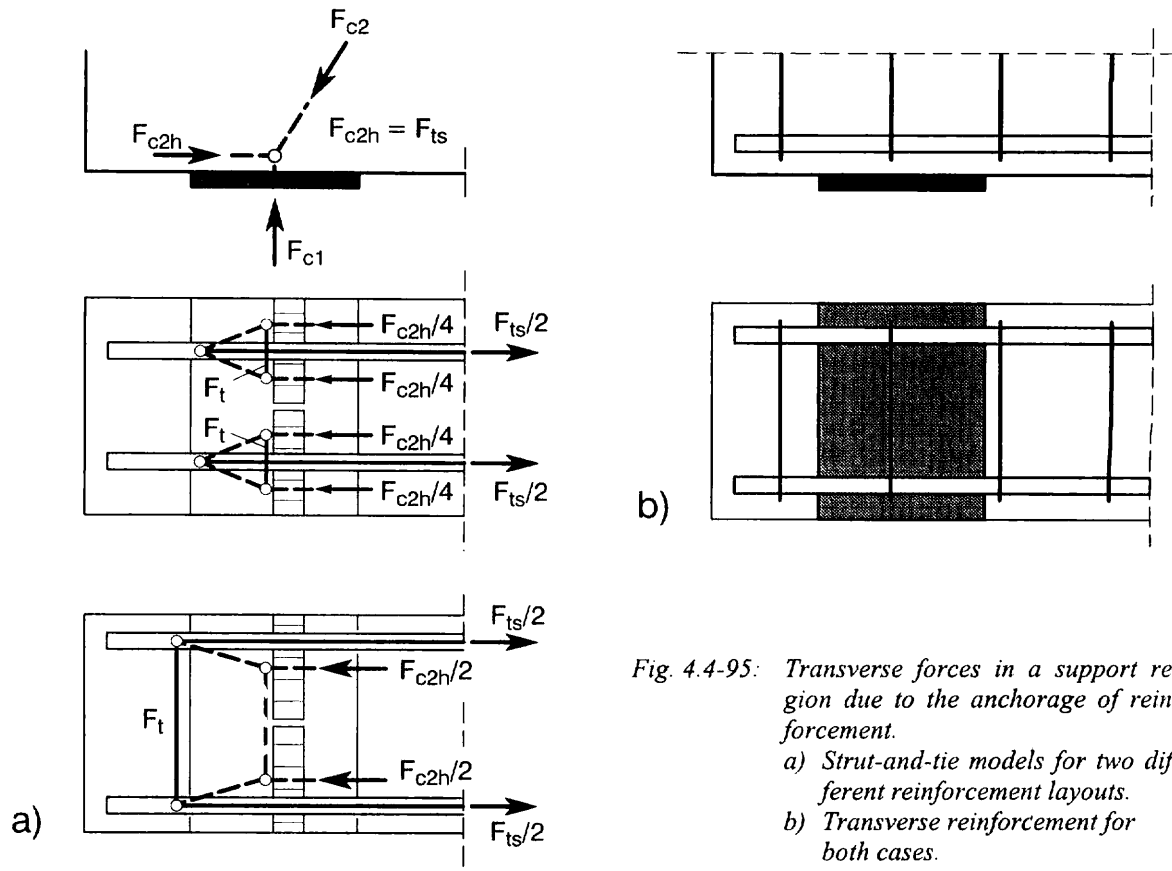 F_c2
F_c2h
F_c2h = F_ts
F_c1
F_c2h/4
F_ts/2
F_t
F_c2h/4
F_t
F_c2h/4
F_c2h/4
F_ts/2
b)
F_ts/2
F_c2h/2
F_t
F_c2h/2
a)
F_ts/2
Fig. 4.4-95: Transverse forces in a support re
gion due to the anchorage of rein
forcement.
a) Strut-and-tie models for two dif
ferent reinforcement layouts.
b) Transverse reinforcement for
both cases.